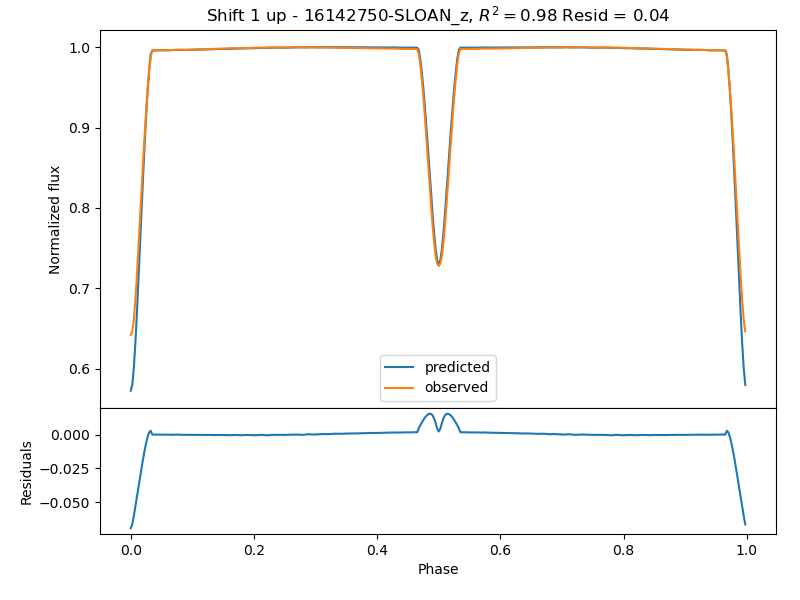 Shift 1 up - 16142750-SLOAN_z, $R^2 = 0.98$ Resid = 0.04
1.0
0.9
0.8
0.7
0.6
Normalized flux
predicted
observed
0.000
−0.025
−0.050
Residuals
0.0 0.2 0.4 0.6 0.8 1.0
Phase